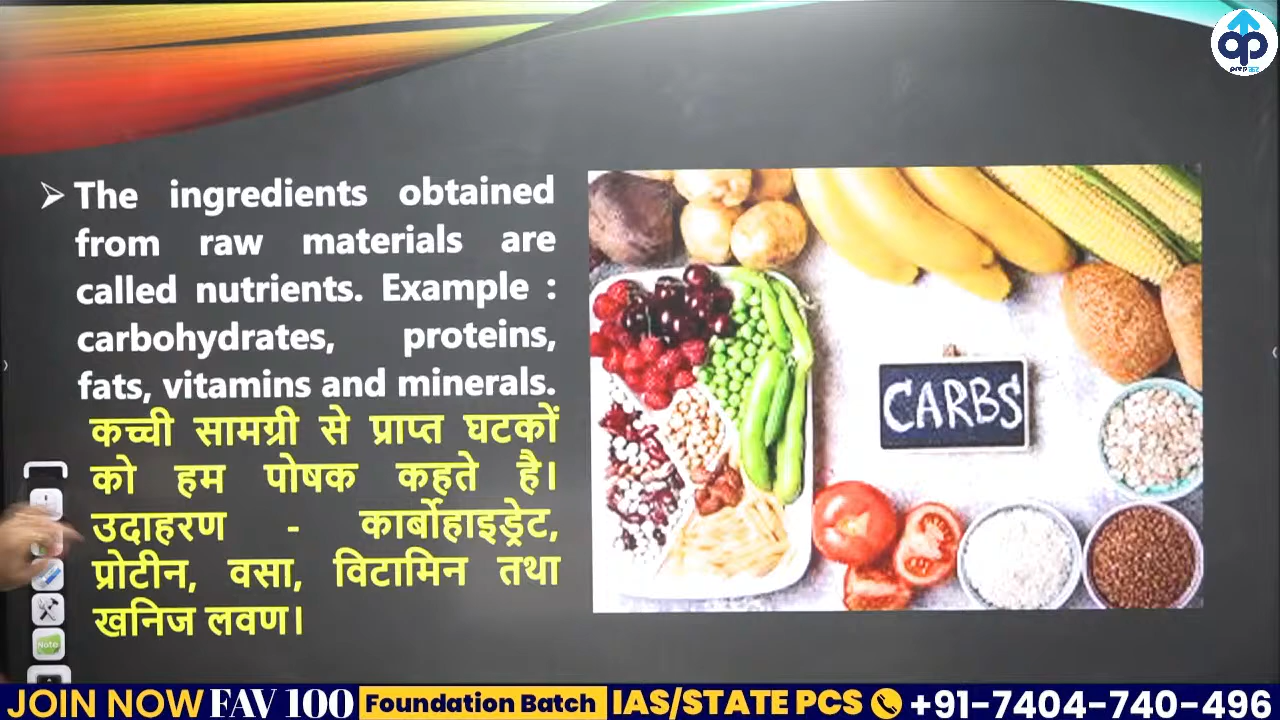 The ingredients obtained
from raw materials are
called nutrients. Example :
carbohydrates, proteins,
fats, vitamins and minerals.
कच्ची सामग्री से प्राप्त घटकों
को हम पोषक कहते है।
उदाहरण - कार्बोहाइड्रेट,
प्रोटीन, वसा, विटामिन तथा
खनिज लवण।
CARBS
Note
JOIN NOW FAV 100 Foundation Batch IAS/STATE PCS +91-7404-740-496